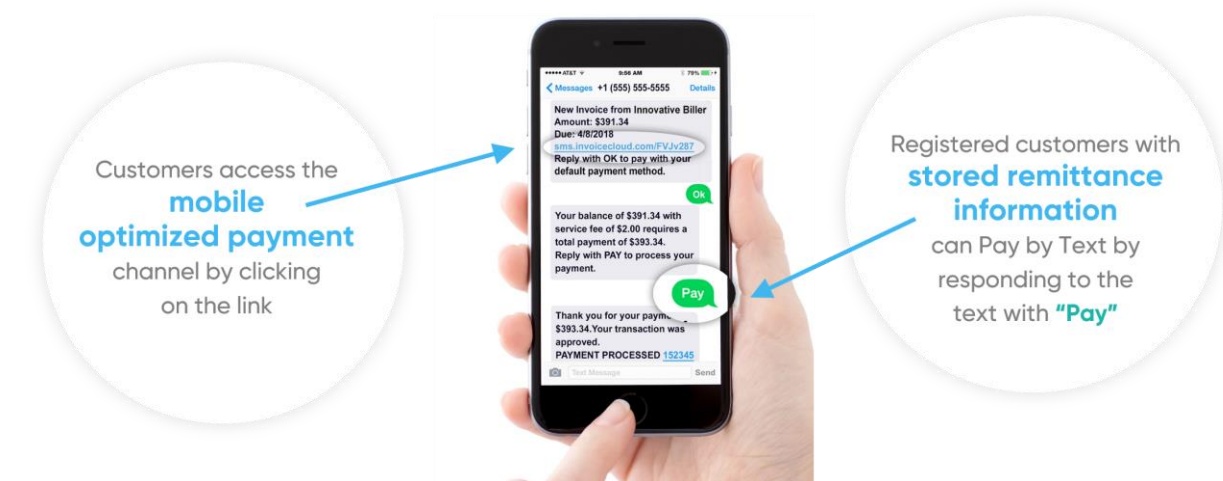 Customers access the
mobile
optimized payment
channel by clicking
on the link
AT&T
9:56 AM
79%
Messages +1 (555) 555-5555 Details
New Invoice from Innovative Biller
Amount: $391.34
Due: 4/8/2018
sms.invoicecloud.com/FVJv287
Reply with OK to pay with your
default payment method.
Ok
Your balance of $391.34 with
service fee of $2.00 requires a
total payment of $393.34.
Reply with PAY to process your
payment.
Pay
Thank you for your
$393.34.Your transaction was
approved.
PAYMENT PROCESSED 152345
Text Message Send
Registered customers with
stored remittance
information
can Pay by Text by
responding to the
text with “Pay”